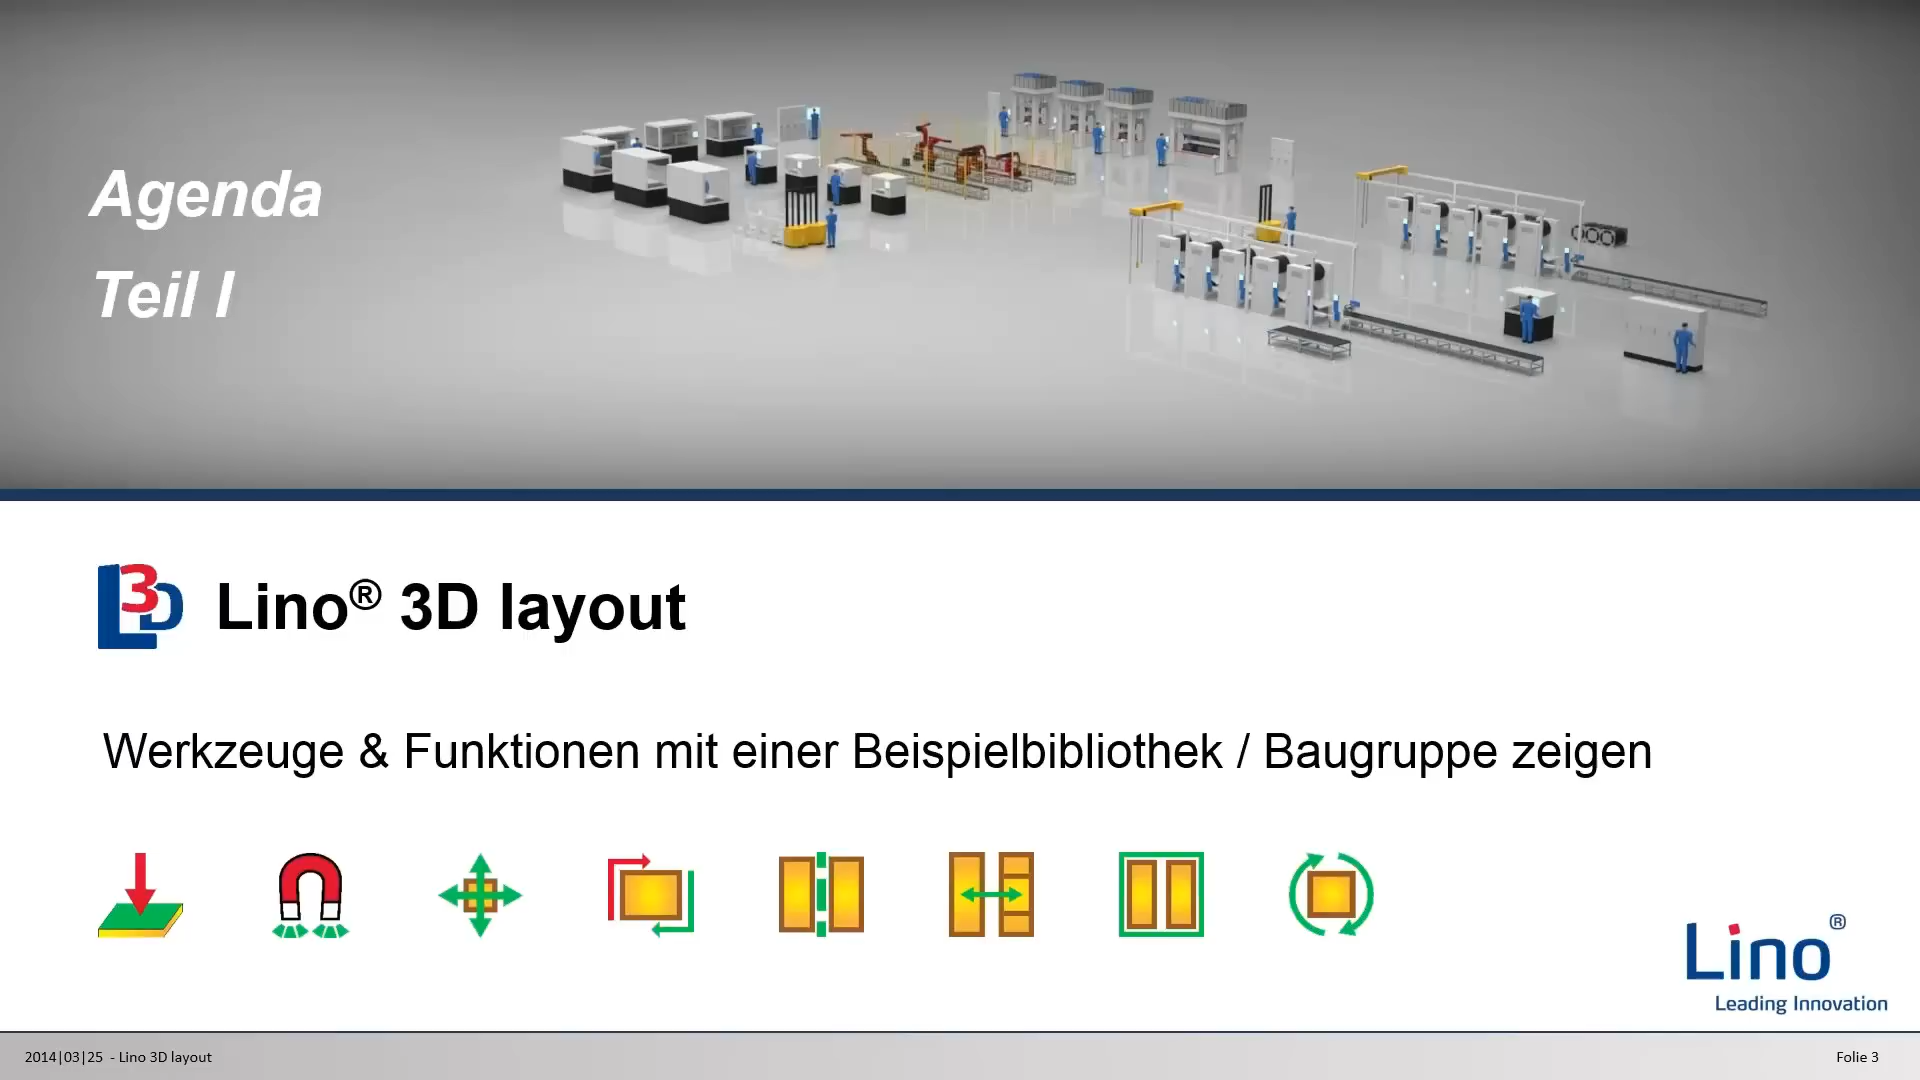 Agenda
Teil I
L3D
Lino® 3D layout
Werkzeuge & Funktionen mit einer Beispielbibliothek / Baugruppe zeigen
Lino®
Leading Innovation
2014|03|25 - Lino 3D layout
Folie 3